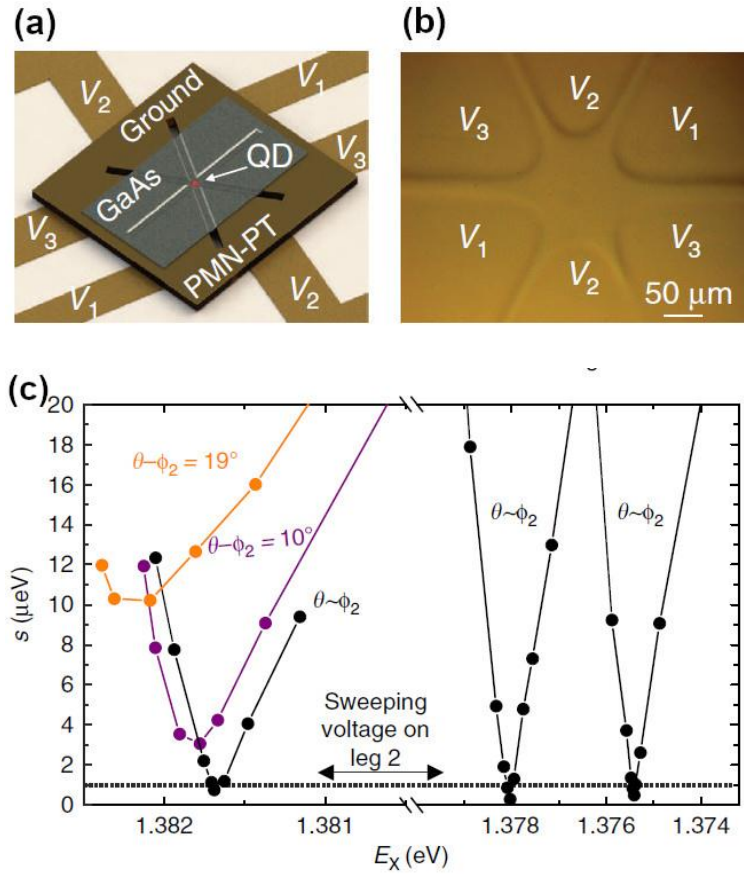 (a)
(b)
V₂
Ground
V₁
V₃
GaAs
QD
V₃
V₁
PMN-PT
V₂
V₂
V₃
V₁
V₁
V₂
V₃
50 μm
(c)
20
18
16
14
12
10
8
6
4
2
0
s (μeV)
θ–ϕ₂ = 19°
θ–ϕ₂ = 10°
θ~ϕ₂
θ~ϕ₂
θ~ϕ₂
Sweeping
voltage on
leg 2
1.382
1.381
1.378
1.376
1.374
Eₓ (eV)